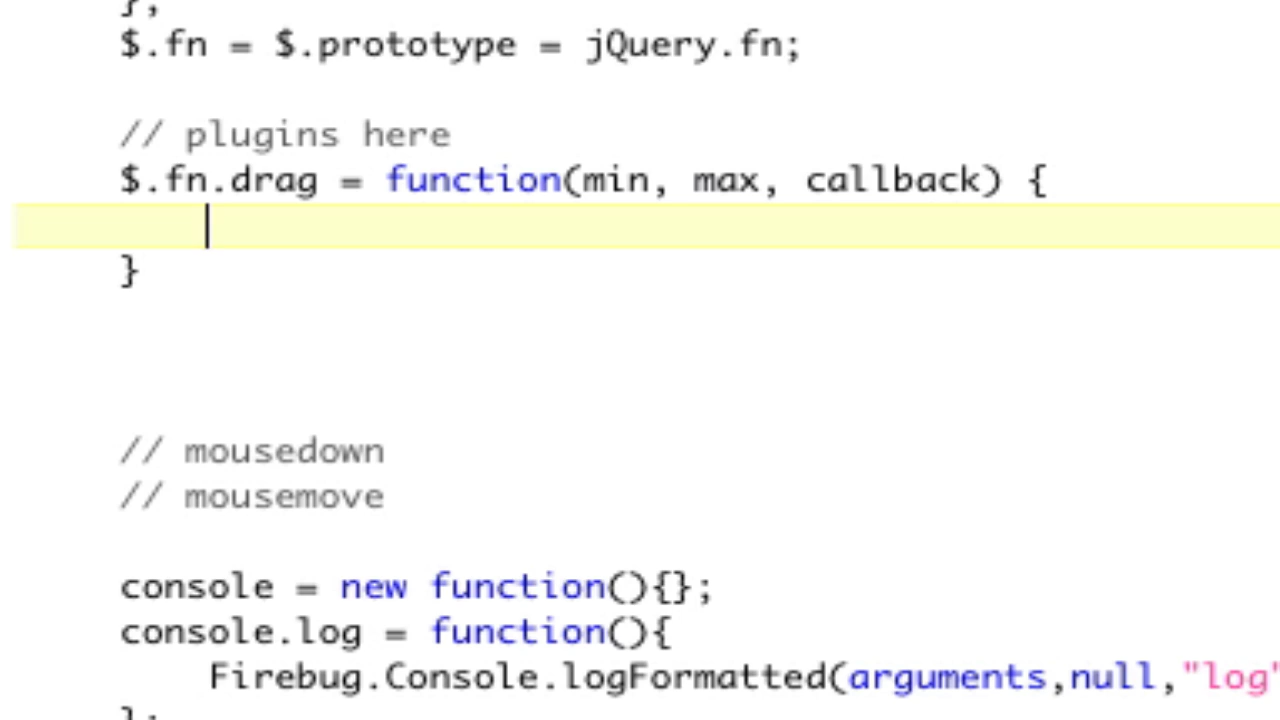 },
$.fn = $.prototype = jQuery.fn;
// plugins here
$.fn.drag = function(min, max, callback) {
}
// mousedown
// mousemove
console = new function(){};
console.log = function(){
Firebug.Console.logFormatted(arguments,null,"log"
};